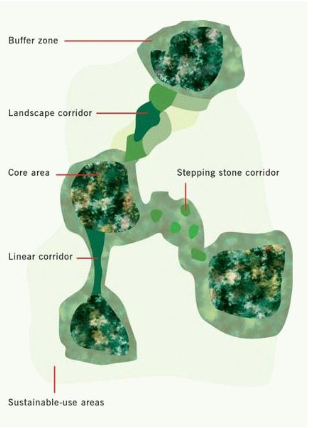 Buffer zone
Landscape corridor
Core area
Stepping stone corridor
Linear corridor
Sustainable-use areas